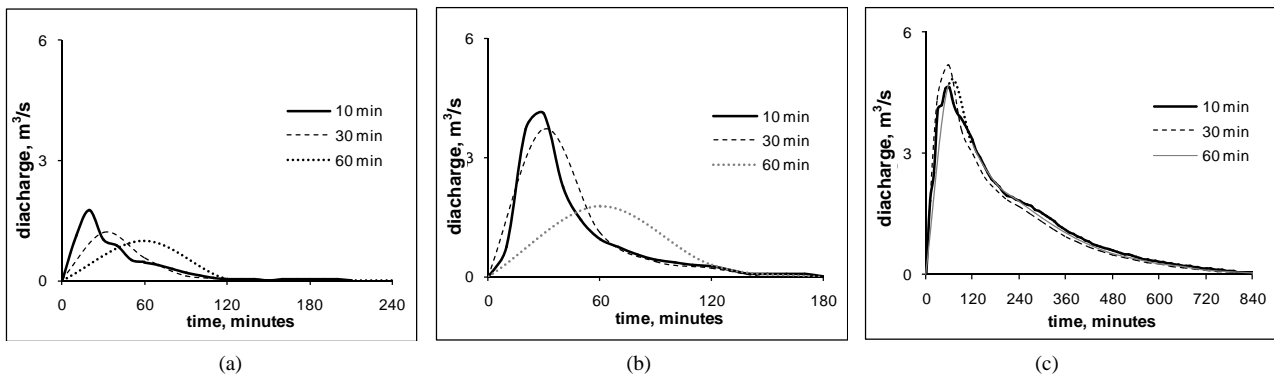 6
3
0
diacharge, m³/s
10 min
30 min
60 min
0 60 120 180 240
time, minutes
(a)
6
3
0
diacharge, m³/s
10 min
30 min
60 min
0 60 120 180
time, minutes
(b)
6
3
0
diacharge, m³/s
10 min
30 min
60 min
0 120 240 360 480 600 720 840
time, minutes
(c)